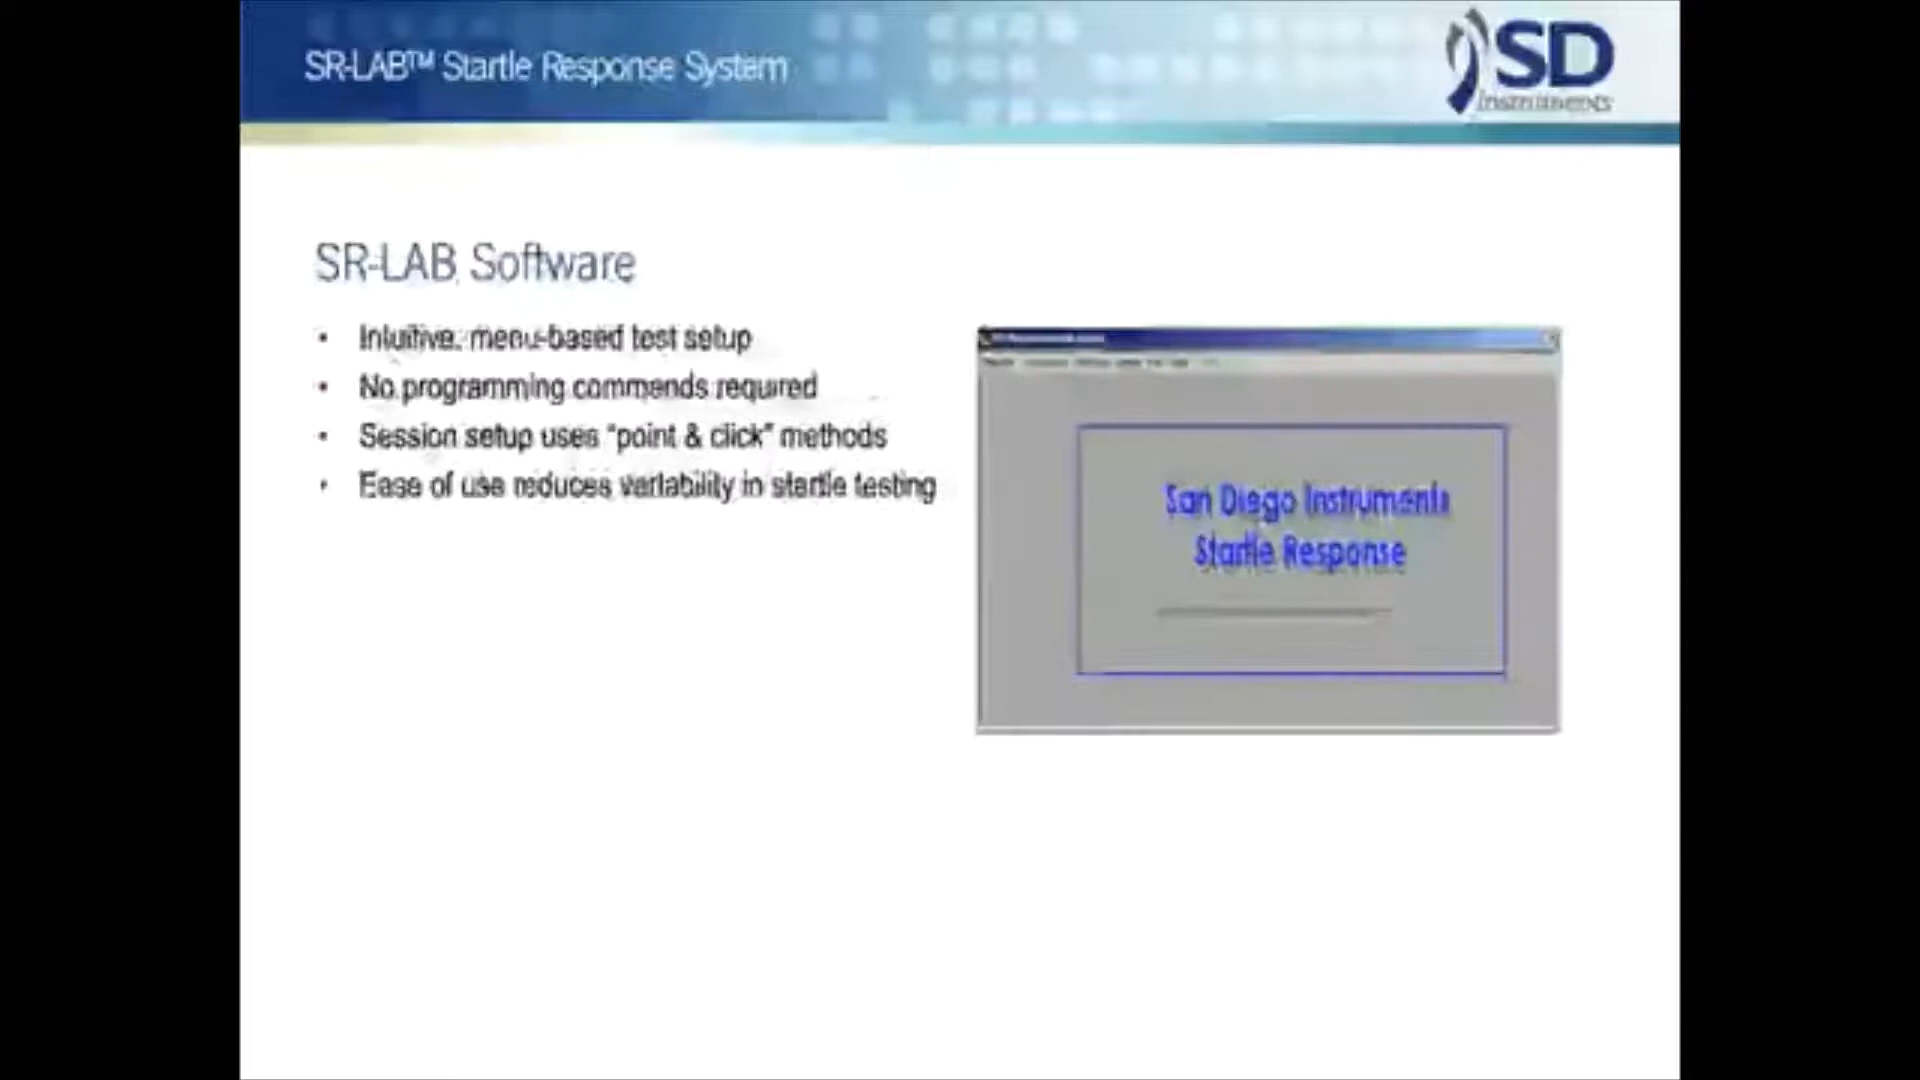 SR-LAB™ Startle Response System
SD
Instruments
SR-LAB Software
• Intuitive, menu-based test setup
• No programming commands required
• Session setup uses "point & click" methods
• Ease of use reduces variability in startle testing
San Diego Instruments
Startle Response